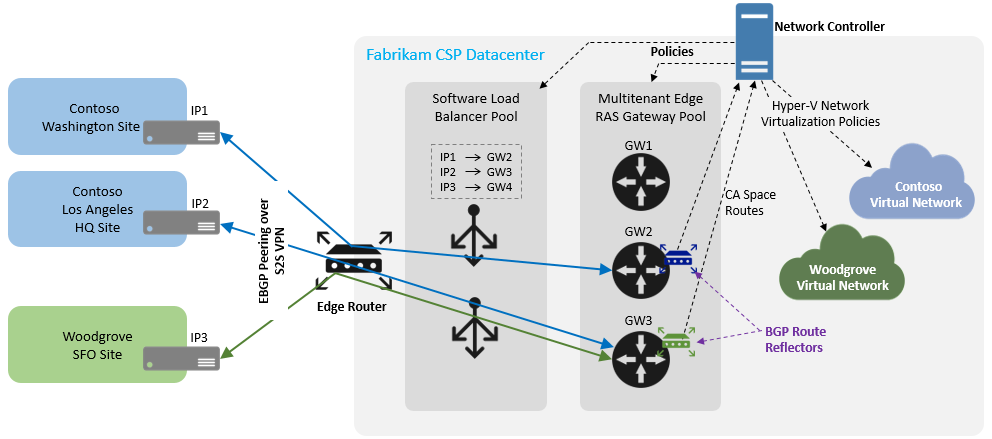 Network Controller
Fabrikam CSP Datacenter
Policies
Contoso
Washington Site
IP1
Contoso
Los Angeles
HQ Site
IP2
Woodgrove
SFO Site
IP3
EBGP Peering over
S2S VPN
Edge Router
Software Load
Balancer Pool
IP1 → GW2
IP2 → GW3
IP3 → GW4
Multitenant Edge
RAS Gateway Pool
GW1
GW2
GW3
Hyper-V Network
Virtualization Policies
CA Space
Routes
Contoso
Virtual Network
Woodgrove
Virtual Network
BGP Route
Reflectors